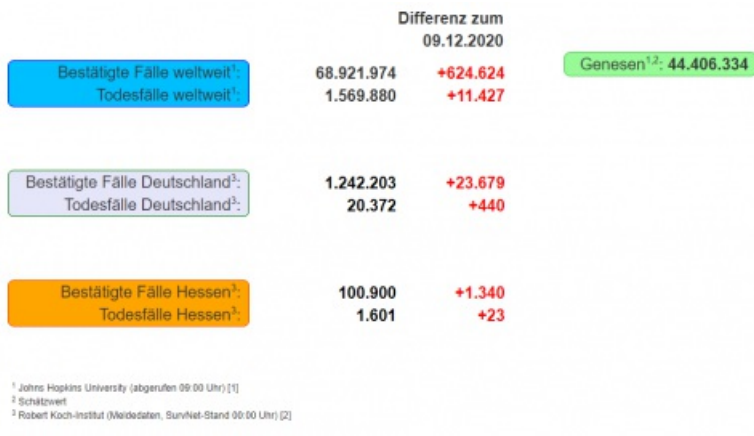 Differenz zum
09.12.2020
Genesen¹,²: 44.406.334
Bestätigte Fälle weltweit¹: 68.921.974 +624.624
Todesfälle weltweit¹: 1.569.880 +11.427
Bestätigte Fälle Deutschland³: 1.242.203 +23.679
Todesfälle Deutschland³: 20.372 +440
Bestätigte Fälle Hessen³: 100.900 +1.340
Todesfälle Hessen³: 1.601 +23
¹ Johns Hopkins University (abgerufen 09:00 Uhr) [1]
² Schätzwert
³ Robert Koch-Institut (Meldedaten, SurvNet-Stand 00:00 Uhr) [2]